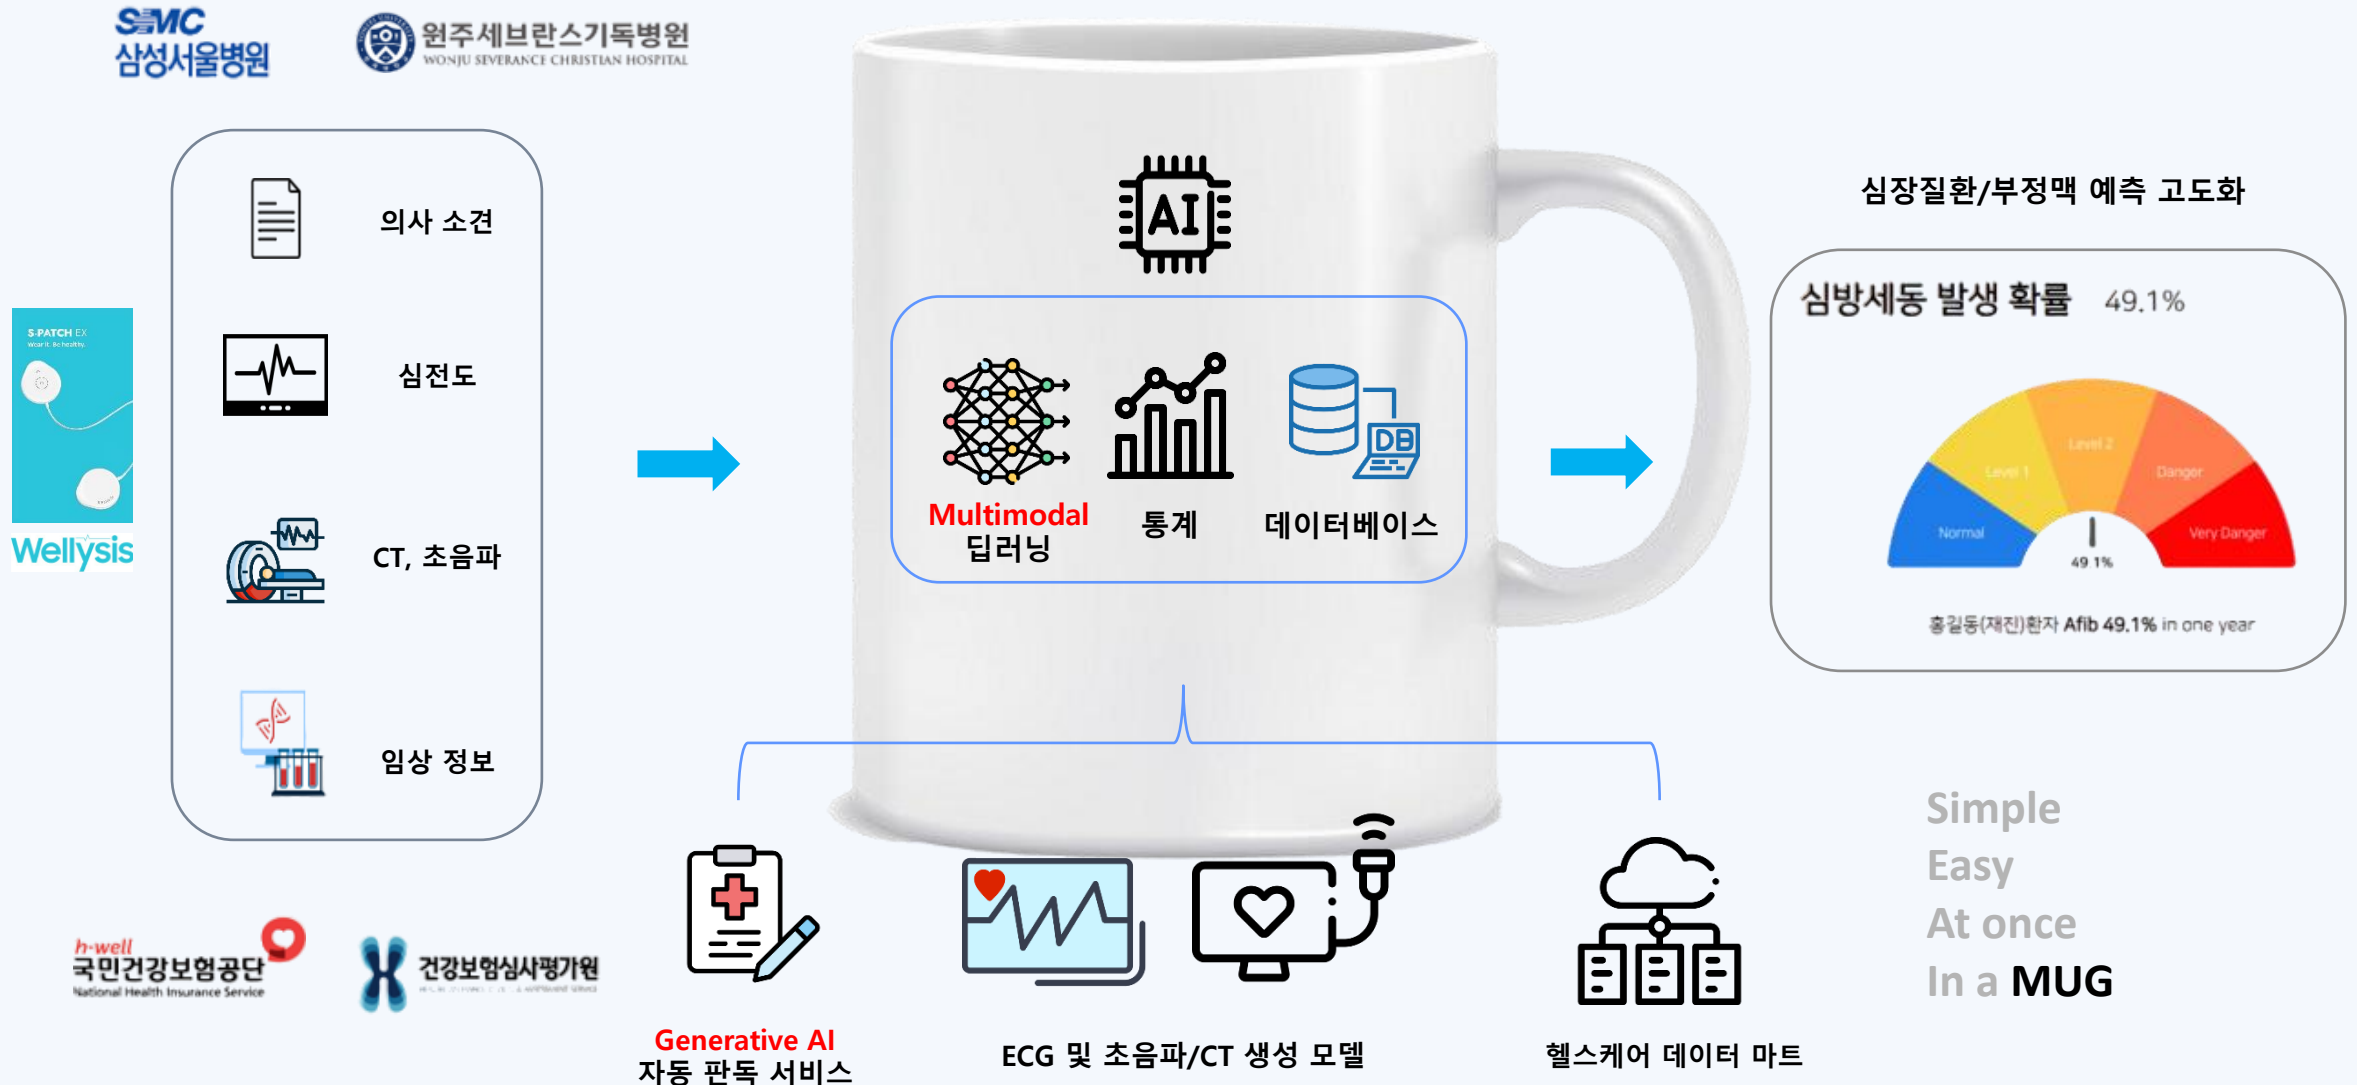 SMC
삼성서울병원
원주세브란스기독병원
WONJU SEVERANCE CHRISTIAN HOSPITAL
의사 소견
심전도
CT, 초음파
임상 정보
S-PATCH EX
Wear it. Be healthy.
Wellysis
AI
DB
Multimodal
딥러닝
통계
데이터베이스
심장질환/부정맥 예측 고도화
심방세동 발생 확률 49.1%
Normal
Level 1
Level 2
Danger
Very Danger
49.1%
홍길동(재진)환자 Afib 49.1% in one year
h-well
국민건강보험공단
National Health Insurance Service
건강보험심사평가원
Generative AI
자동 판독 서비스
ECG 및 초음파/CT 생성 모델
헬스케어 데이터 마트
Simple
Easy
At once
In a MUG